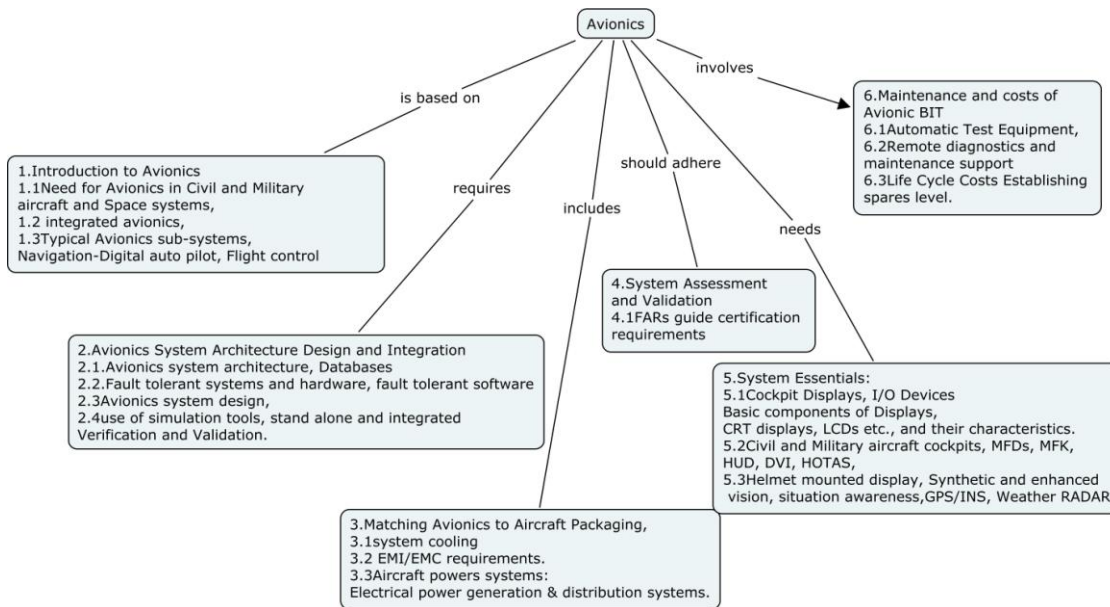 Avionics
is based on
1.Introduction to Avionics
1.1Need for Avionics in Civil and Military
aircraft and Space systems,
1.2 integrated avionics,
1.3Typical Avionics sub-systems,
Navigation-Digital auto pilot, Flight control
requires
2.Avionics System Architecture Design and Integration
2.1.Avionics system architecture, Databases
2.2.Fault tolerant systems and hardware, fault tolerant software
2.3Avionics system design,
2.4use of simulation tools, stand alone and integrated
Verification and Validation.
includes
3.Matching Avionics to Aircraft Packaging,
3.1system cooling
3.2 EMI/EMC requirements.
3.3Aircraft powers systems:
Electrical power generation & distribution systems.
should adhere
4.System Assessment
and Validation
4.1FARs guide certification
requirements
needs
5.System Essentials:
5.1Cockpit Displays, I/O Devices
Basic components of Displays,
CRT displays, LCDs etc., and their characteristics.
5.2Civil and Military aircraft cockpits, MFDs, MFK,
HUD, DVI, HOTAS,
5.3Helmet mounted display, Synthetic and enhanced
vision, situation awareness,GPS/INS, Weather RADAR
involves
6.Maintenance and costs of
Avionic BIT
6.1Automatic Test Equipment,
6.2Remote diagnostics and
maintenance support
6.3Life Cycle Costs Establishing
spares level.